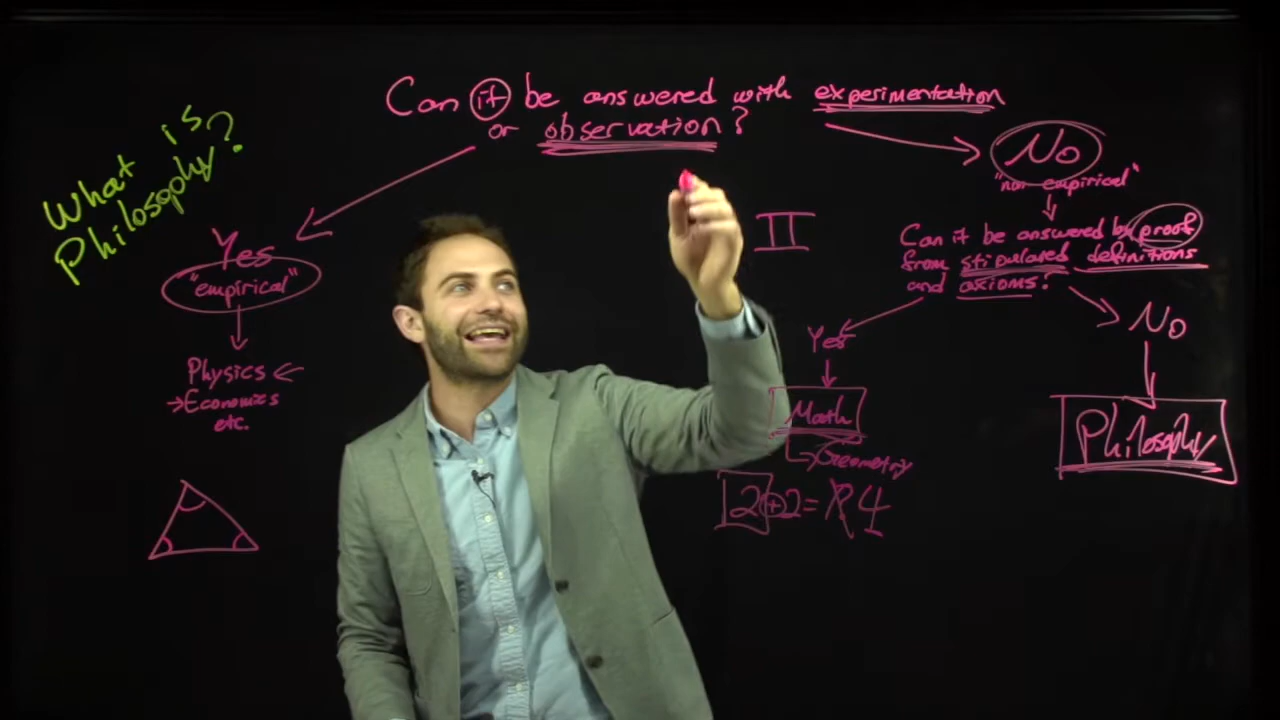 What is
Philosophy?
Can it be answered with experimentation
or observation?
Yes
"empirical"
Physics
Economics
etc.
II
No
"non empirical"
Can it be answered by proof
from stipulated definitions
and axioms?
Yes
Math
Geometry
2+2= 4
No
Philosophy